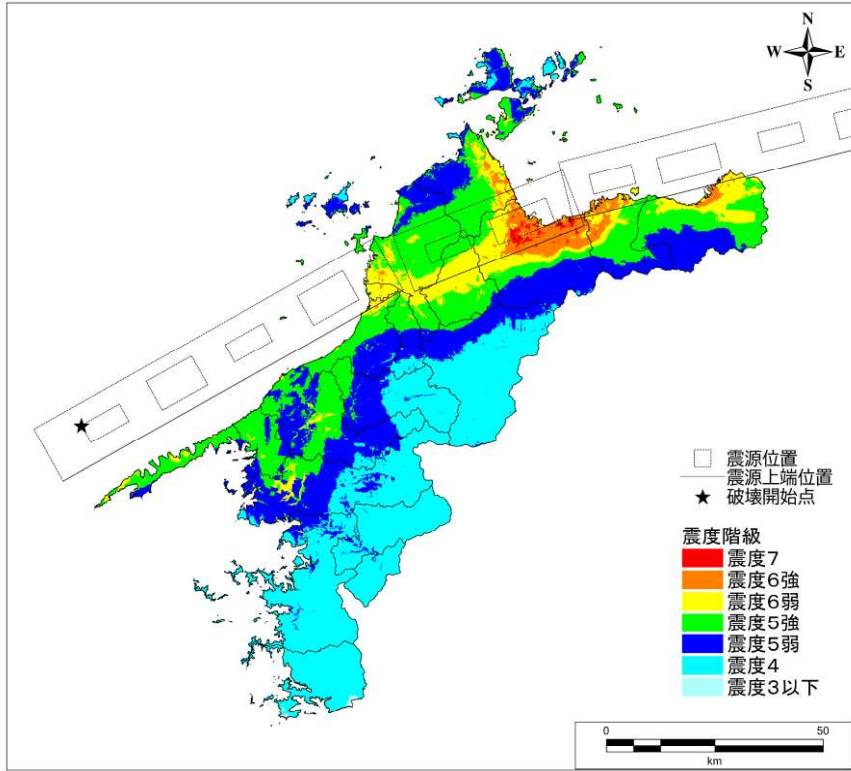 N
W E
S
震源位置
震源上端位置
破壊開始点
震度階級
震度7
震度6強
震度6弱
震度5強
震度5弱
震度4
震度3以下
0 50
km